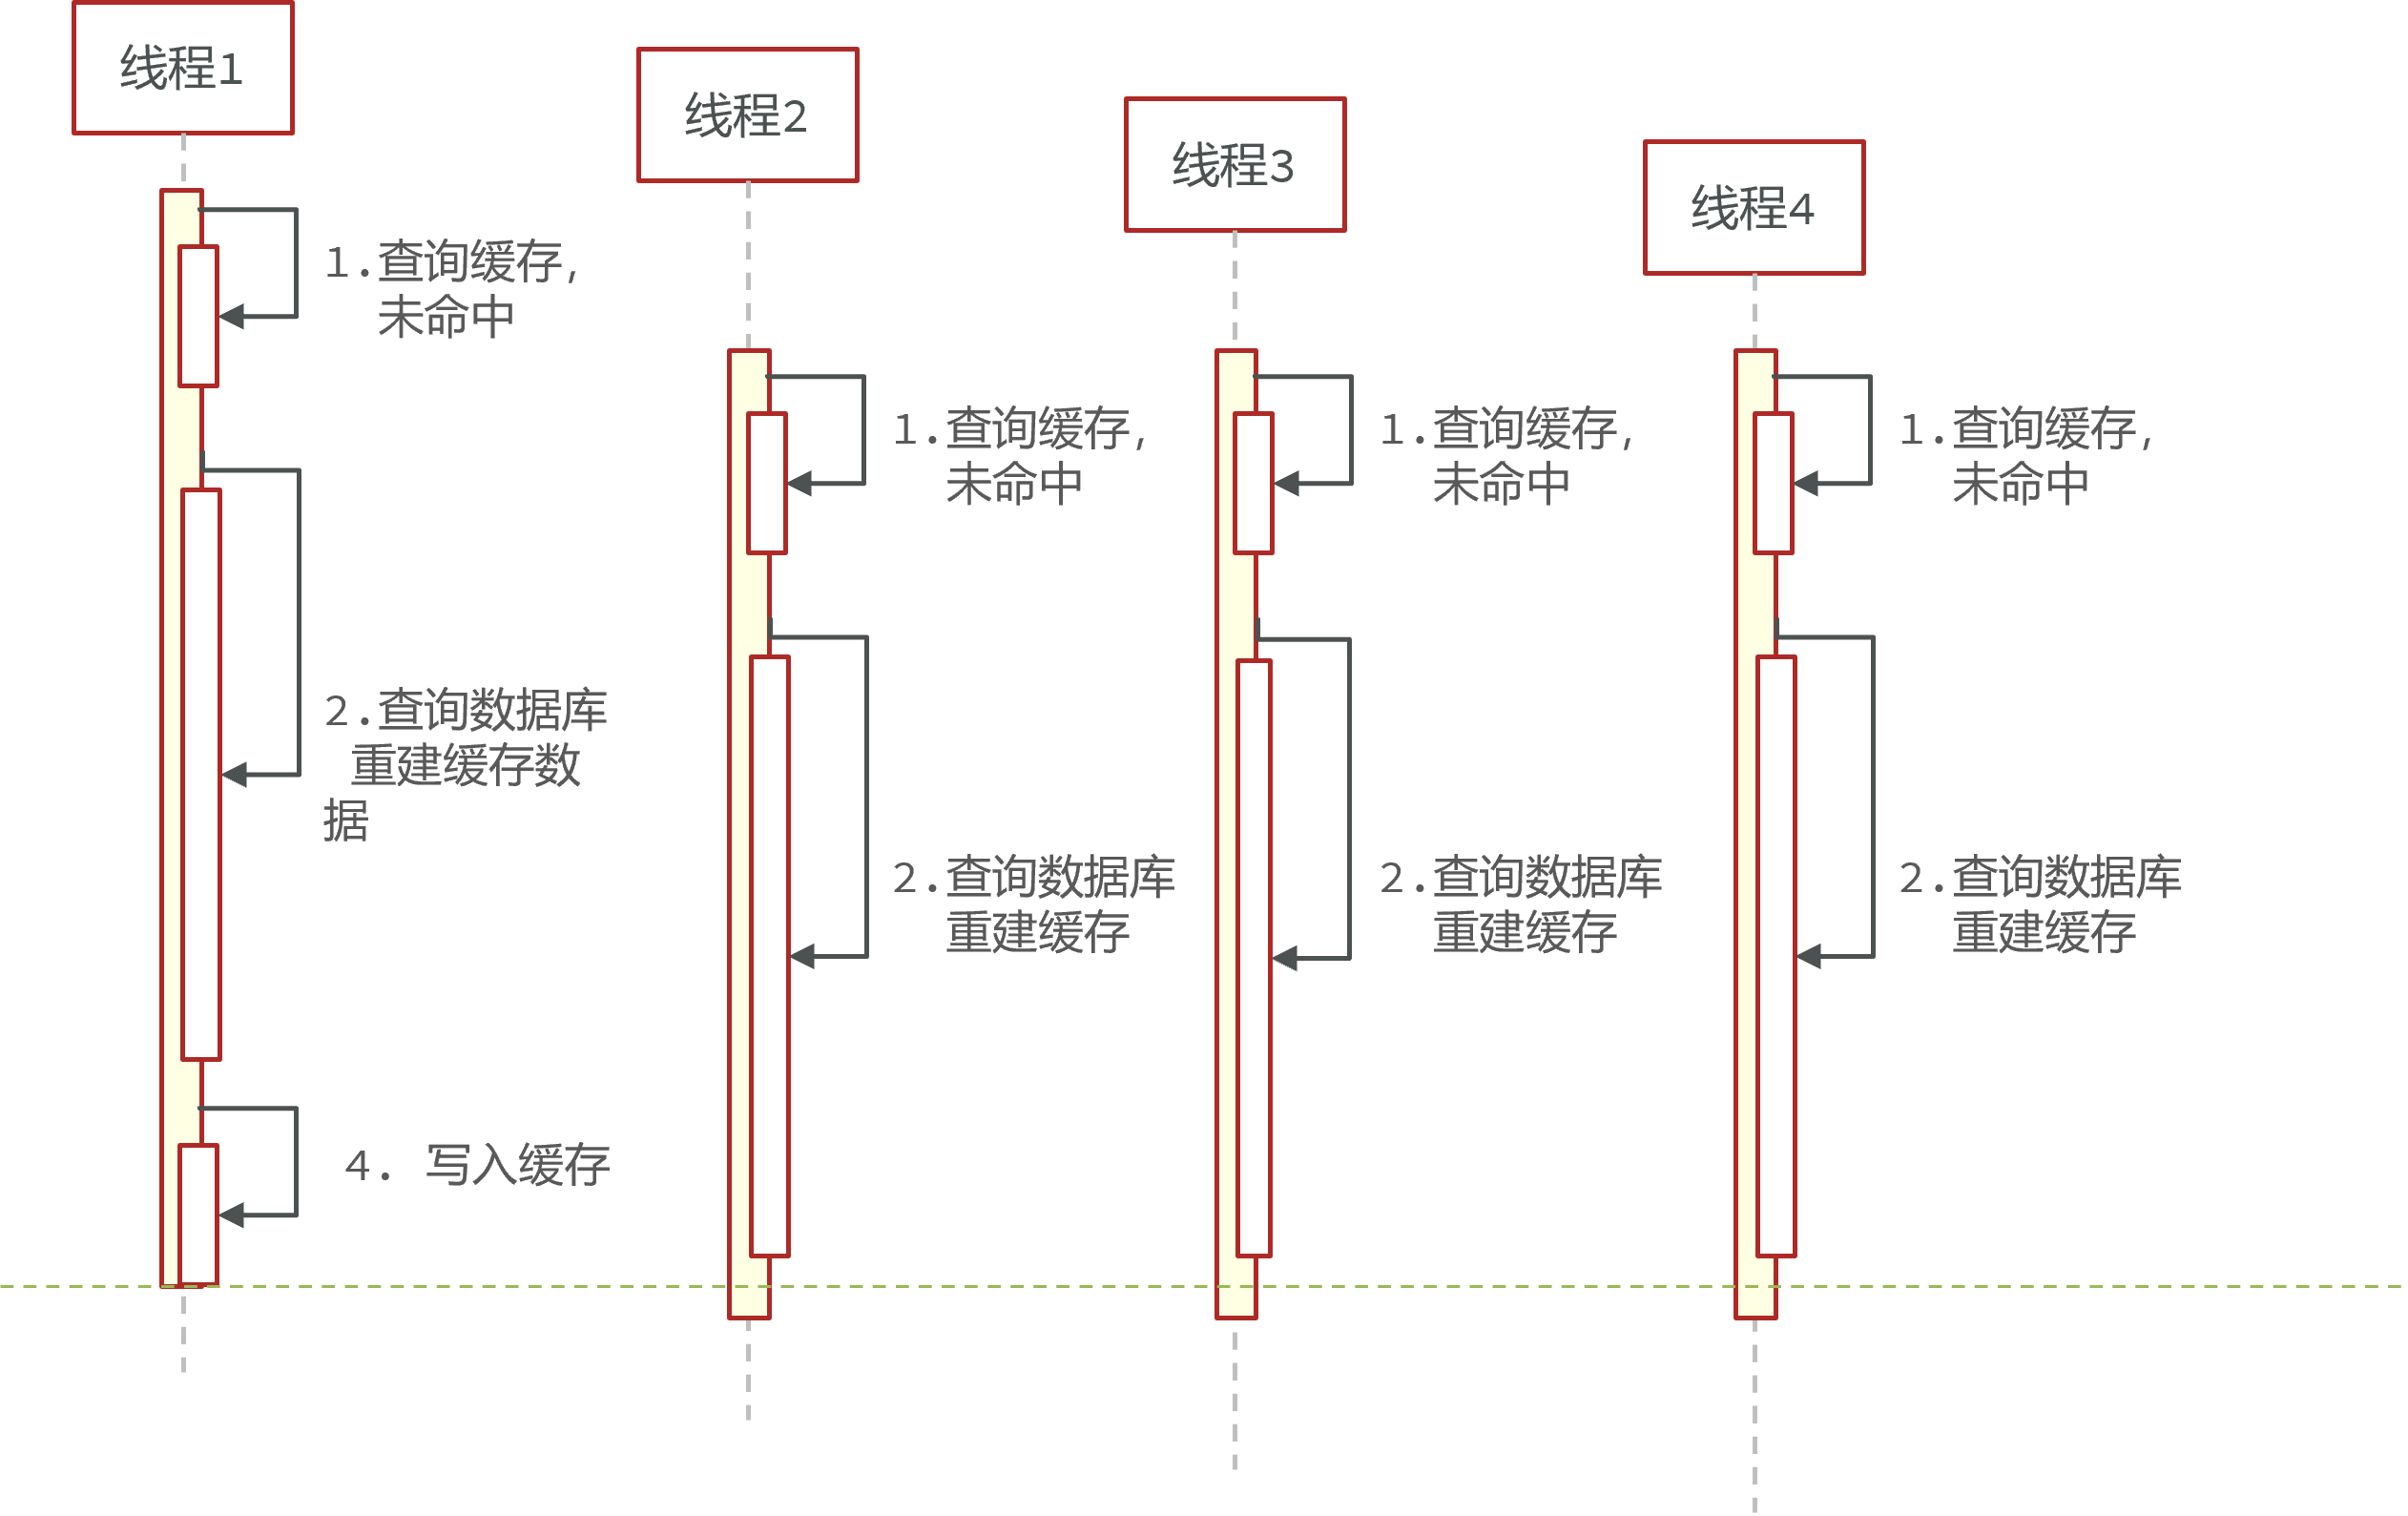 线程1
线程2
线程3
线程4
1.查询缓存,
未命中
1.查询缓存,
未命中
1.查询缓存,
未命中
1.查询缓存,
未命中
2.查询数据库
重建缓存数
据
2.查询数据库
重建缓存
2.查询数据库
重建缓存
2.查询数据库
重建缓存
4. 写入缓存